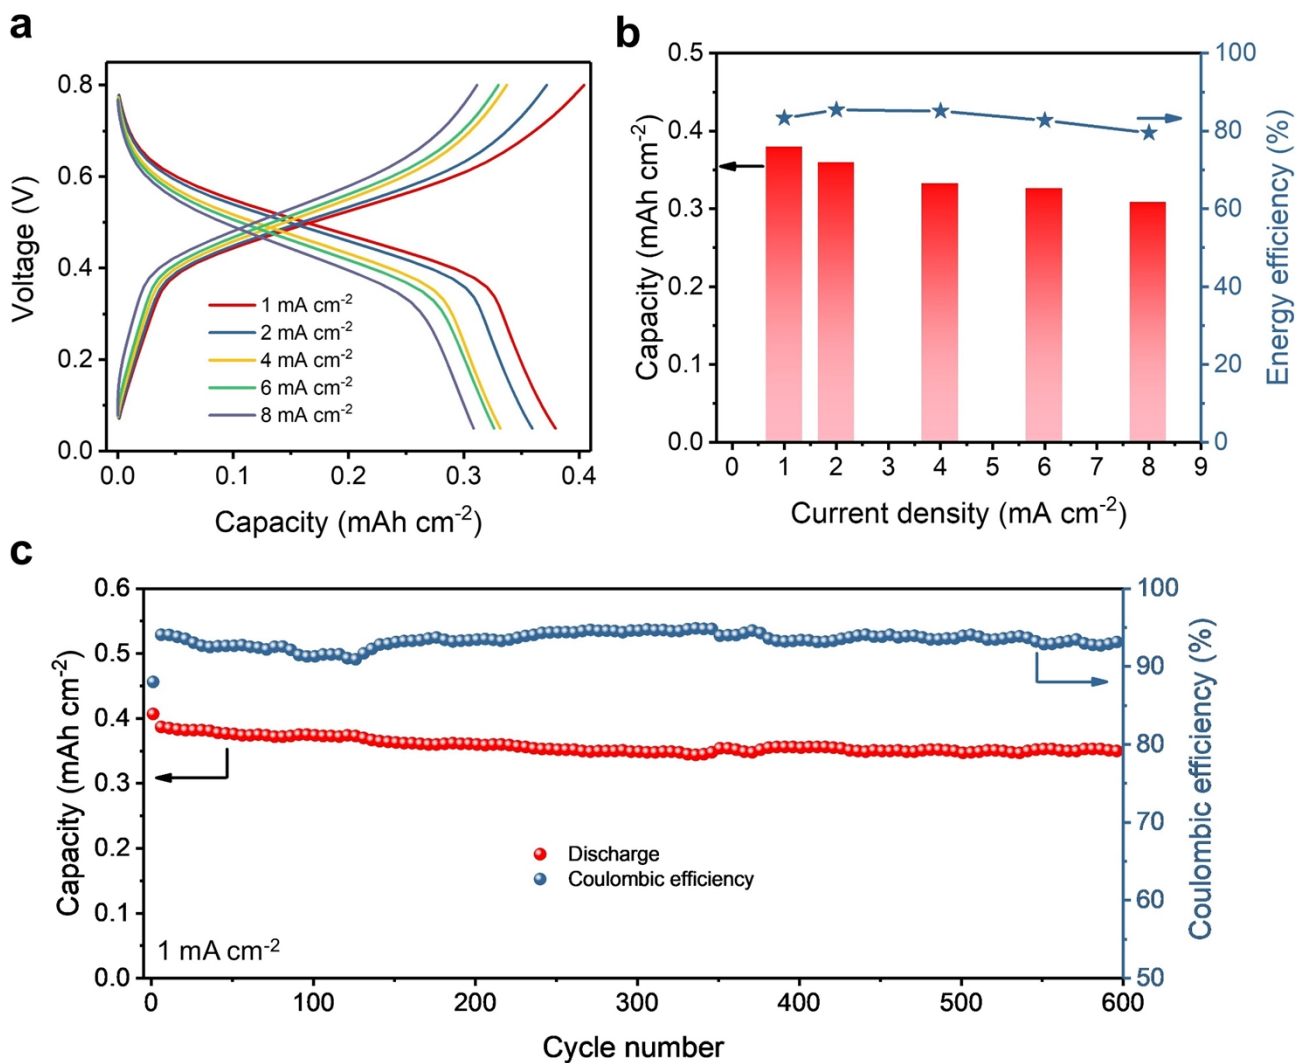 a
Voltage (V)
0.8
0.6
0.4
0.2
0.0
1 mA cm-2
2 mA cm-2
4 mA cm-2
6 mA cm-2
8 mA cm-2
0.0 0.1 0.2 0.3 0.4
Capacity (mAh cm-2)
b
Capacity (mAh cm-2)
0.5
0.4
0.3
0.2
0.1
0.0
100
80
60
40
20
0
Energy efficiency (%)
0 1 2 3 4 5 6 7 8 9
Current density (mA cm-2)
c
Capacity (mAh cm-2)
0.6
0.5
0.4
0.3
0.2
0.1
0.0
Discharge
Coulombic efficiency
1 mA cm-2
100
90
80
70
60
50
Coulombic efficiency (%)
0 100 200 300 400 500 600
Cycle number